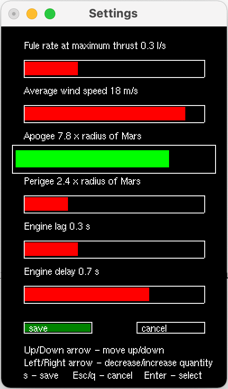 Settings
Fule rate at maximum thrust 0.3 l/s
Average wind speed 18 m/s
Apogee 7.8 x radius of Mars
Perigee 2.4 x radius of Mars
Engine lag 0.3 s
Engine delay 0.7 s
save cancel
Up/Down arrow – move up/down
Left/Right arrow – decrease/increase quantity
s – save Esc/q – cancel Enter – select